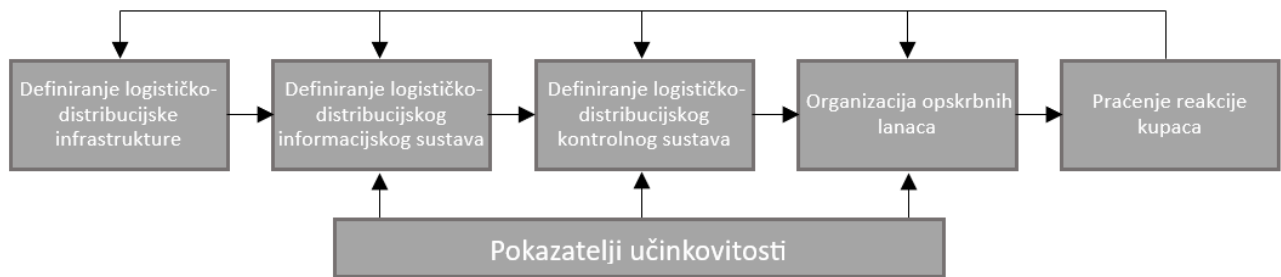 Definiranje logističko-
distribucijske
infrastrukture
Definiranje logističko-
distribucijskog
informacijskog sustava
Definiranje logističko-
distribucijskog
kontrolnog sustava
Organizacija opskrbnih
lanaca
Praćenje reakcije
kupaca
Pokazatelji učinkovitosti